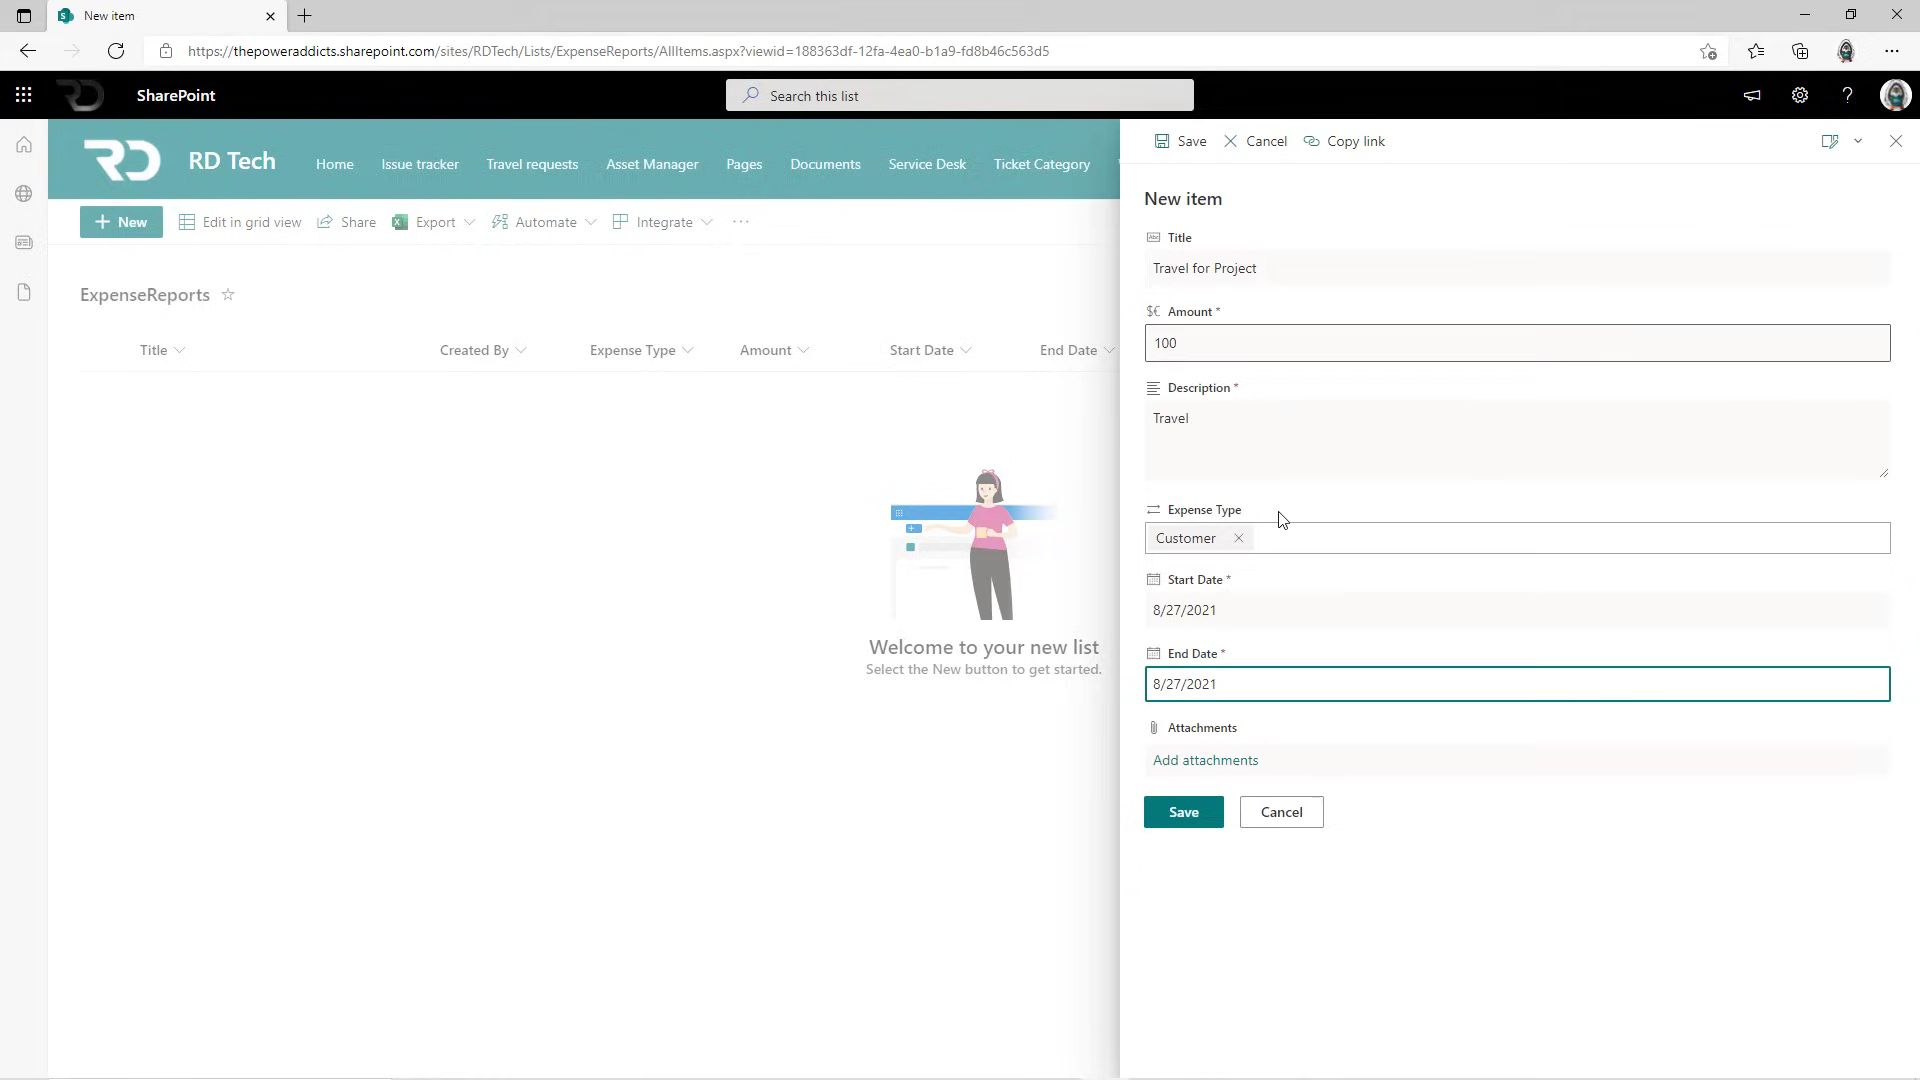 New item
https://thepoweraddicts.sharepoint.com/sites/RDTech/Lists/ExpenseReports/AllItems.aspx?viewid=188363df-12fa-4ea0-b1a9-fd8b46c563d5
SharePoint
Search this list
RD
RD Tech
Home
Issue tracker
Travel requests
Asset Manager
Pages
Documents
Service Desk
Ticket Category
New
Edit in grid view
Share
Export
Automate
Integrate
ExpenseReports
Title
Created By
Expense Type
Amount
Start Date
End Date
Welcome to your new list
Select the New button to get started.
Save
Cancel
Copy link
New item
Title
Travel for Project
Amount *
100
Description *
Travel
Expense Type
Customer
Start Date *
8/27/2021
End Date *
8/27/2021
Attachments
Add attachments
Save
Cancel